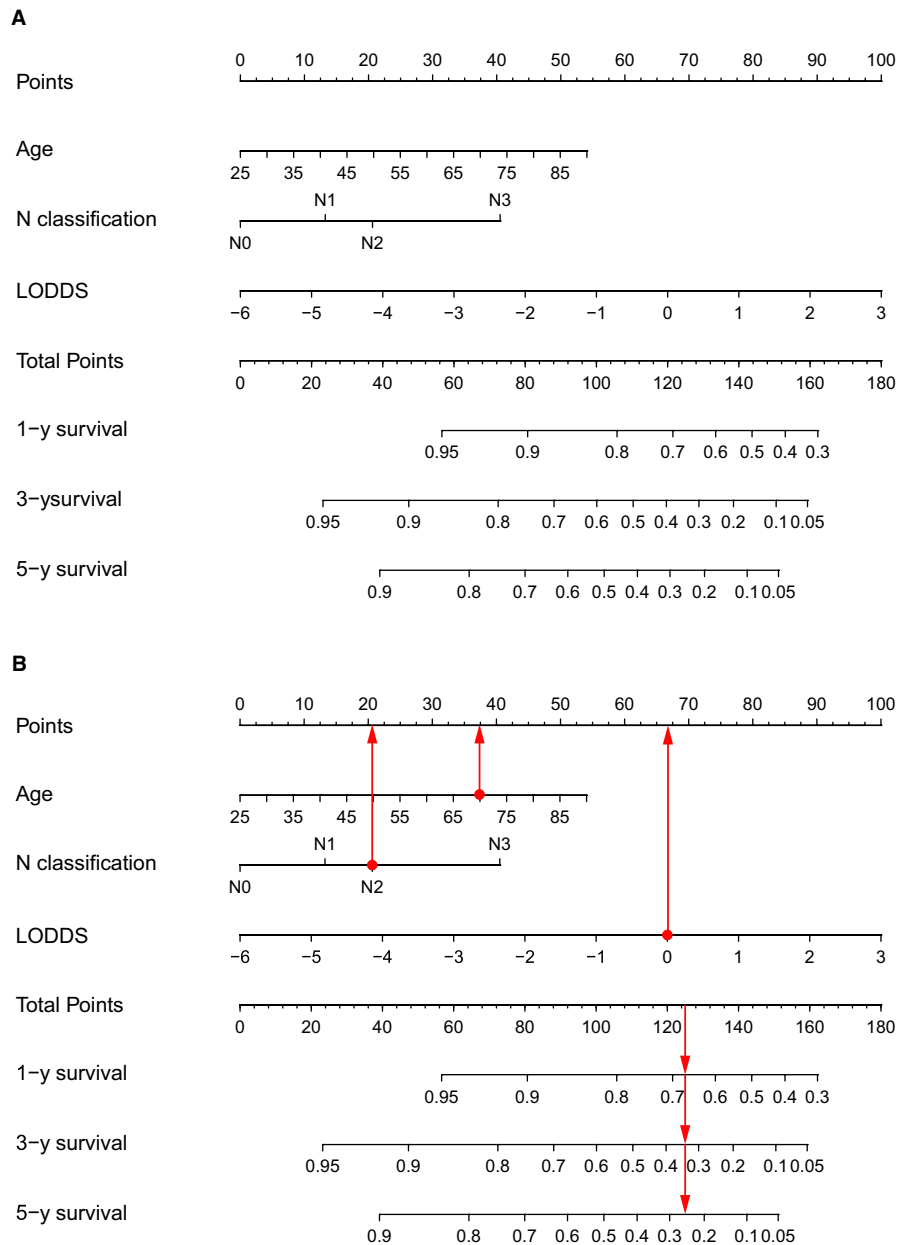 A
0 10 20 30 40 50 60 70 80 90 100
Points
Age
25 35 45 55 65 75 85
N1 N3
N classification
N0 N2
LODDS
−6 −5 −4 −3 −2 −1 0 1 2 3
Total Points
0 20 40 60 80 100 120 140 160 180
1−y survival
0.95 0.9 0.8 0.7 0.6 0.5 0.4 0.3
3−ysurvival
0.95 0.9 0.8 0.7 0.6 0.5 0.4 0.3 0.2 0.1 0.05
5−y survival
0.9 0.8 0.7 0.6 0.5 0.4 0.3 0.2 0.1 0.05
B
0 10 20 30 40 50 60 70 80 90 100
Points
Age
25 35 45 55 65 75 85
N1 N3
N classification
N0 N2
LODDS
−6 −5 −4 −3 −2 −1 0 1 2 3
Total Points
0 20 40 60 80 100 120 140 160 180
1−y survival
0.95 0.9 0.8 0.7 0.6 0.5 0.4 0.3
3−y survival
0.95 0.9 0.8 0.7 0.6 0.5 0.4 0.3 0.2 0.1 0.05
5−y survival
0.9 0.8 0.7 0.6 0.5 0.4 0.3 0.2 0.1 0.05